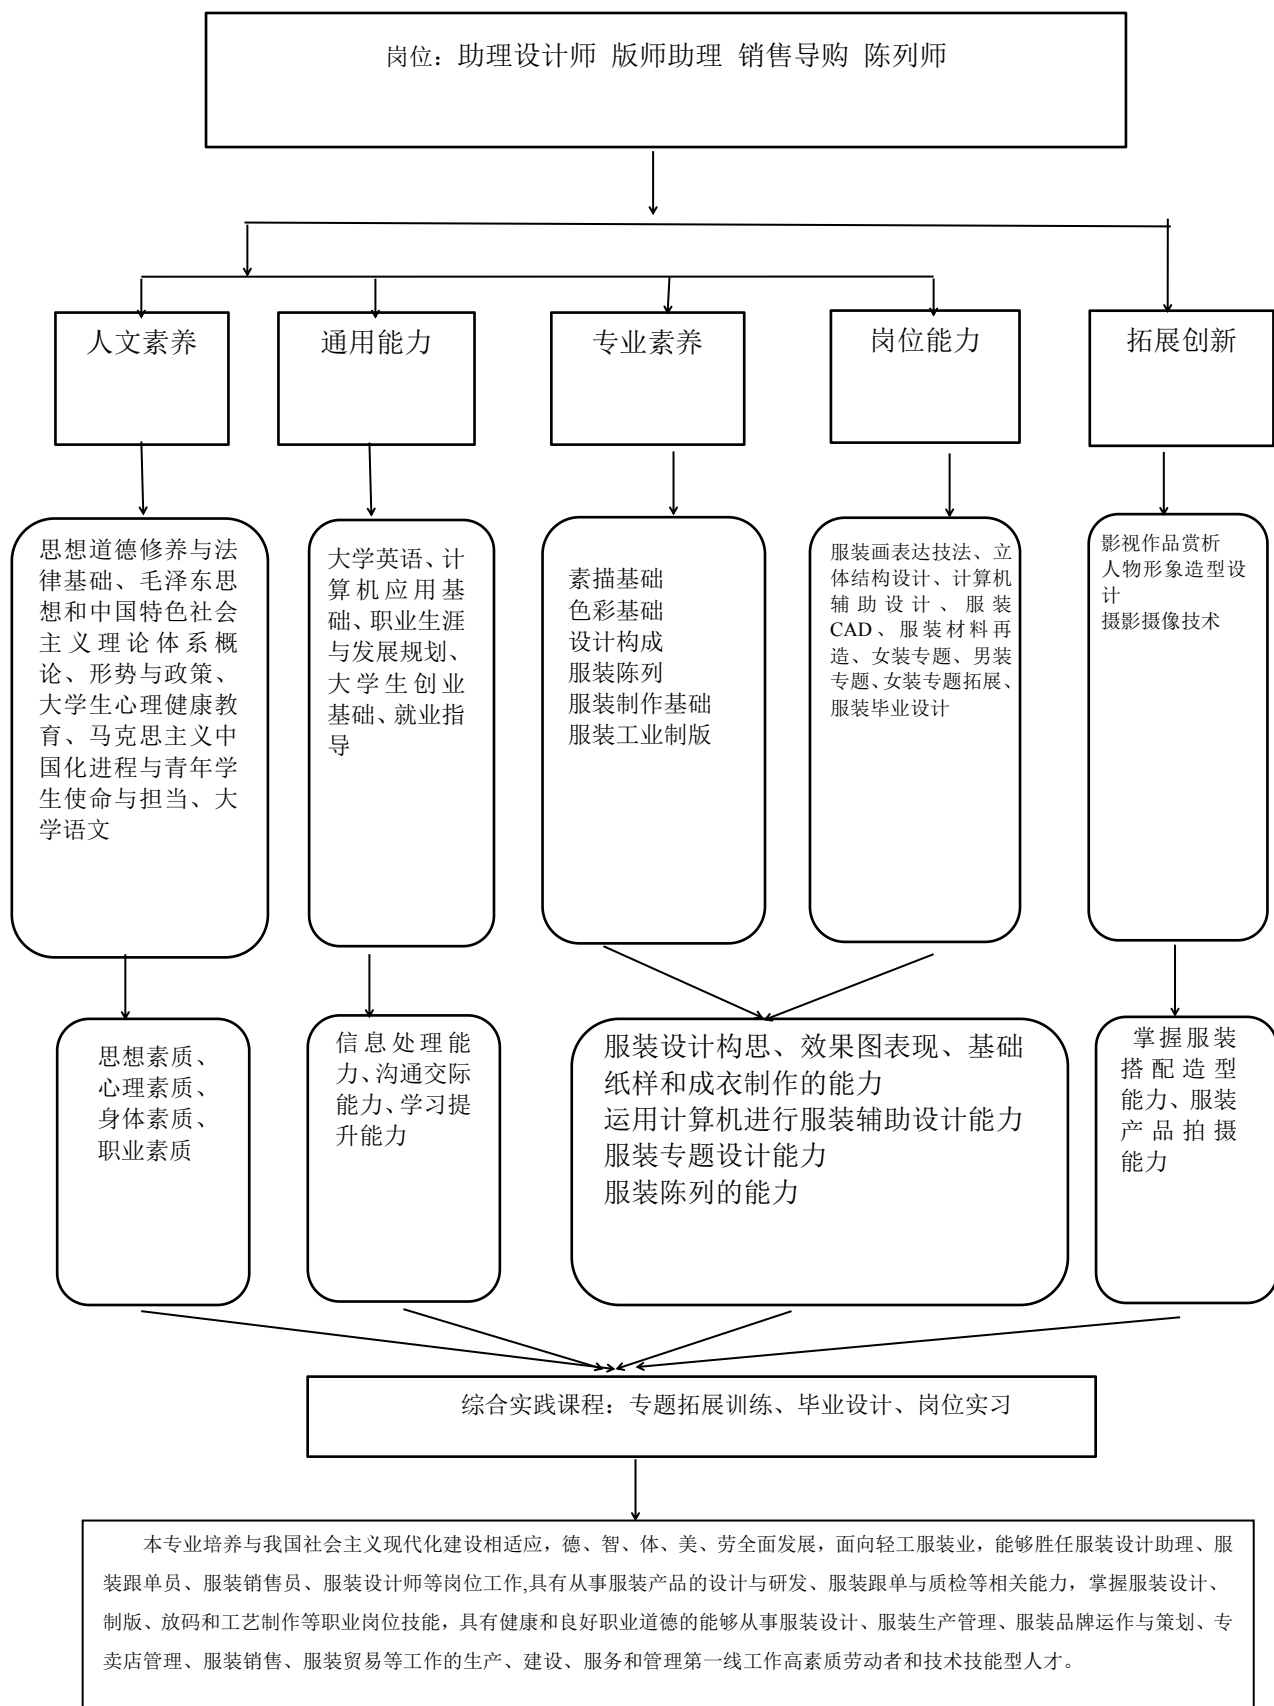 岗位：助理设计师 版师助理 销售导购 陈列师
人文素养
通用能力
专业素养
岗位能力
拓展创新
思想道德修养与法
律基础、毛泽东思
想和中国特色社会
主义理论体系概
论、形势与政策、
大学生心理健康教
育、马克思主义中
国化进程与青年学
生使命与担当、大
学语文
大学英语、计
算机应用基
础、职业生涯
与发展规划、
大学生创业
基础、就业指
导
素描基础
色彩基础
设计构成
服装陈列
服装制作基础
服装工业制版
服装画表达技法、立
体结构设计、计算机
辅助设计、服装
CAD、服装材料再
造、女装专题、男装
专题、女装专题拓展、
服装毕业设计
影视作品赏析
人物形象造型设
计
摄影摄像技术
思想素质、
心理素质、
身体素质、
职业素质
信息处理能
力、沟通交际
能力、学习提
升能力
服装设计构思、效果图表现、基础
纸样和成衣制作的能力
运用计算机进行服装辅助设计能力
服装专题设计能力
服装陈列的能力
掌握服装
搭配造型
能力、服装
产品拍摄
能力
综合实践课程：专题拓展训练、毕业设计、岗位实习
本专业培养与我国社会主义现代化建设相适应，德、智、体、美、劳全面发展，面向轻工服装业，能够胜任服装设计助理、服
装跟单员、服装销售员、服装设计师等岗位工作,具有从事服装产品的设计与研发、服装跟单与质检等相关能力，掌握服装设计、
制版、放码和工艺制作等职业岗位技能，具有健康和良好职业道德的能够从事服装设计、服装生产管理、服装品牌运作与策划、专
卖店管理、服装销售、服装贸易等工作的生产、建设、服务和管理第一线工作高素质劳动者和技术技能型人才。